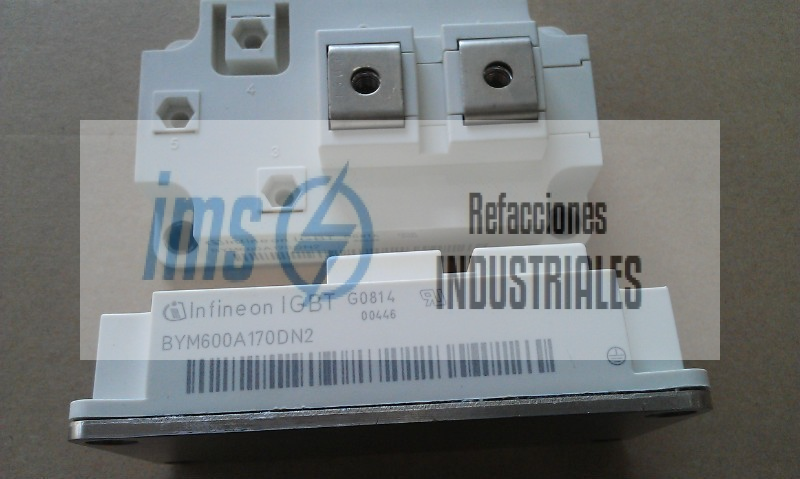 4
5
3
ims
Refacciones
INDUSTRIALES
Infineon IGBT G0814
00446
BYM600A170DN2